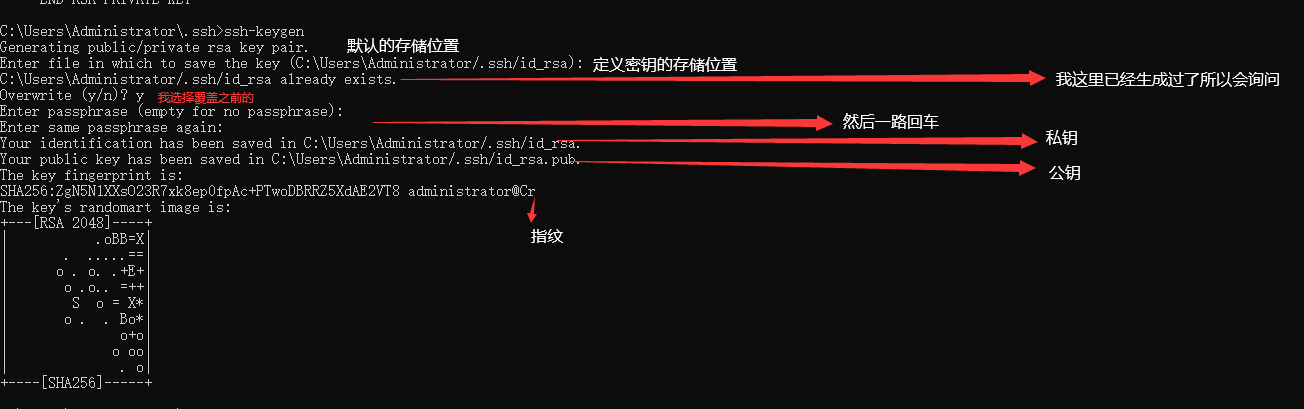 END RSA PRIVATE KEY
C:\Users\Administrator\.ssh>ssh-keygen
Generating public/private rsa key pair. 默认的存储位置
Enter file in which to save the key (C:\Users\Administrator/.ssh/id_rsa): 定义密钥的存储位置
C:\Users\Administrator/.ssh/id_rsa already exists. 我这里已经生成过了所以会询问
Overwrite (y/n)? y 我选择覆盖之前的
Enter passphrase (empty for no passphrase):
Enter same passphrase again: 然后一路回车
Your identification has been saved in C:\Users\Administrator/.ssh/id_rsa. 私钥
Your public key has been saved in C:\Users\Administrator/.ssh/id_rsa.pub. 公钥
The key fingerprint is:
SHA256:ZgN5N1XXsO23R7xk8ep0fpAc+PTwoDBRRZ5XdAE2VT8 administrator@Cr
The key's randomart image is:
指纹
+---[RSA 2048]----+
|           .oBB=X|
|       .  .....==|
|      o . o. . +E+|
|       o .o.. =++|
|        S  o = X*|
|       o .  . Bo*|
|              o+o|
|             o oo|
|              . o|
+----[SHA256]-----+